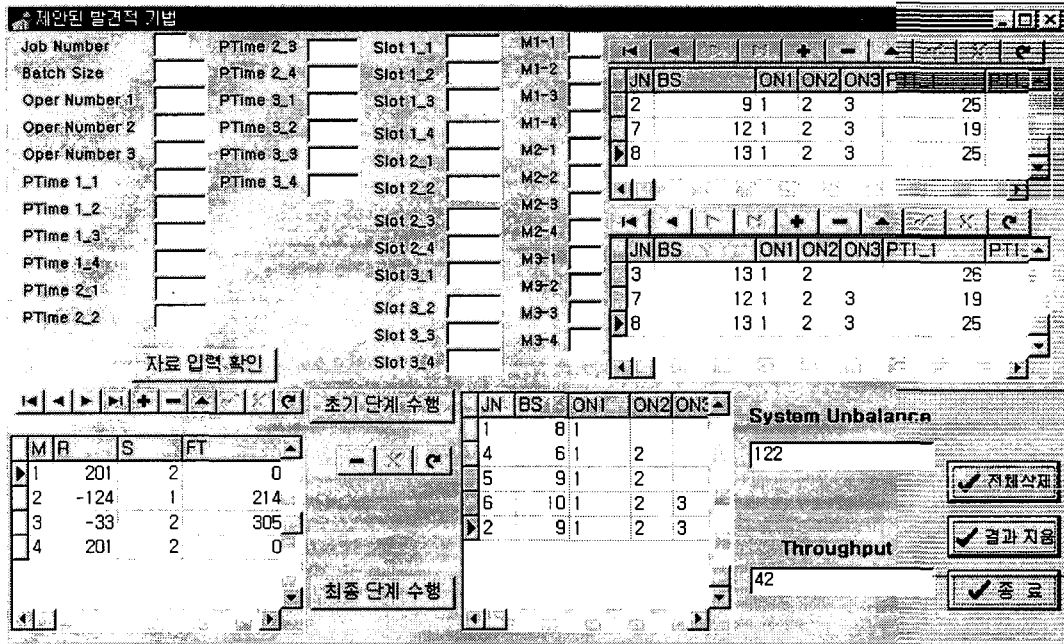 제안된 발견적 기법
Job Number
Batch Size
Oper Number 1
Oper Number 2
Oper Number 3
PTime 1_1
PTime 1_2
PTime 1_3
PTime 1_4
PTime 2_1
PTime 2_2
PTime 2_3
PTime 2_4
PTime 3_1
PTime 3_2
PTime 3_3
PTime 3_4
Slot 1_1
Slot 1_2
Slot 1_3
Slot 1_4
Slot 2_1
Slot 2_2
Slot 2_3
Slot 2_4
Slot 3_1
Slot 3_2
Slot 3_3
Slot 3_4
M1-1
M1-2
M1-3
M1-4
M2-1
M2-2
M2-3
M2-4
M3-1
M3-2
M3-3
M3-4
JN BS ON1 ON2 ON3 PT1_1
2 9 1 2 3 25
7 12 1 2 3 19
8 13 1 2 3 25
JN BS ON1 ON2 ON3 PT1_1
3 13 1 2 26
7 12 1 2 3 19
8 13 1 2 3 25
자료 입력 확인
초기 단계 수행
M R S FT
1 201 2 0
2 -124 1 214
3 -33 2 305
4 201 2 0
최종 단계 수행
JN BS ON1 ON2
1 8 1
4 6 1 2
5 9 1 2
6 10 1 2 3
2 9 1 2 3
System Unbalance
122
Throughput
42
전체삭제
결과 지움
종 료